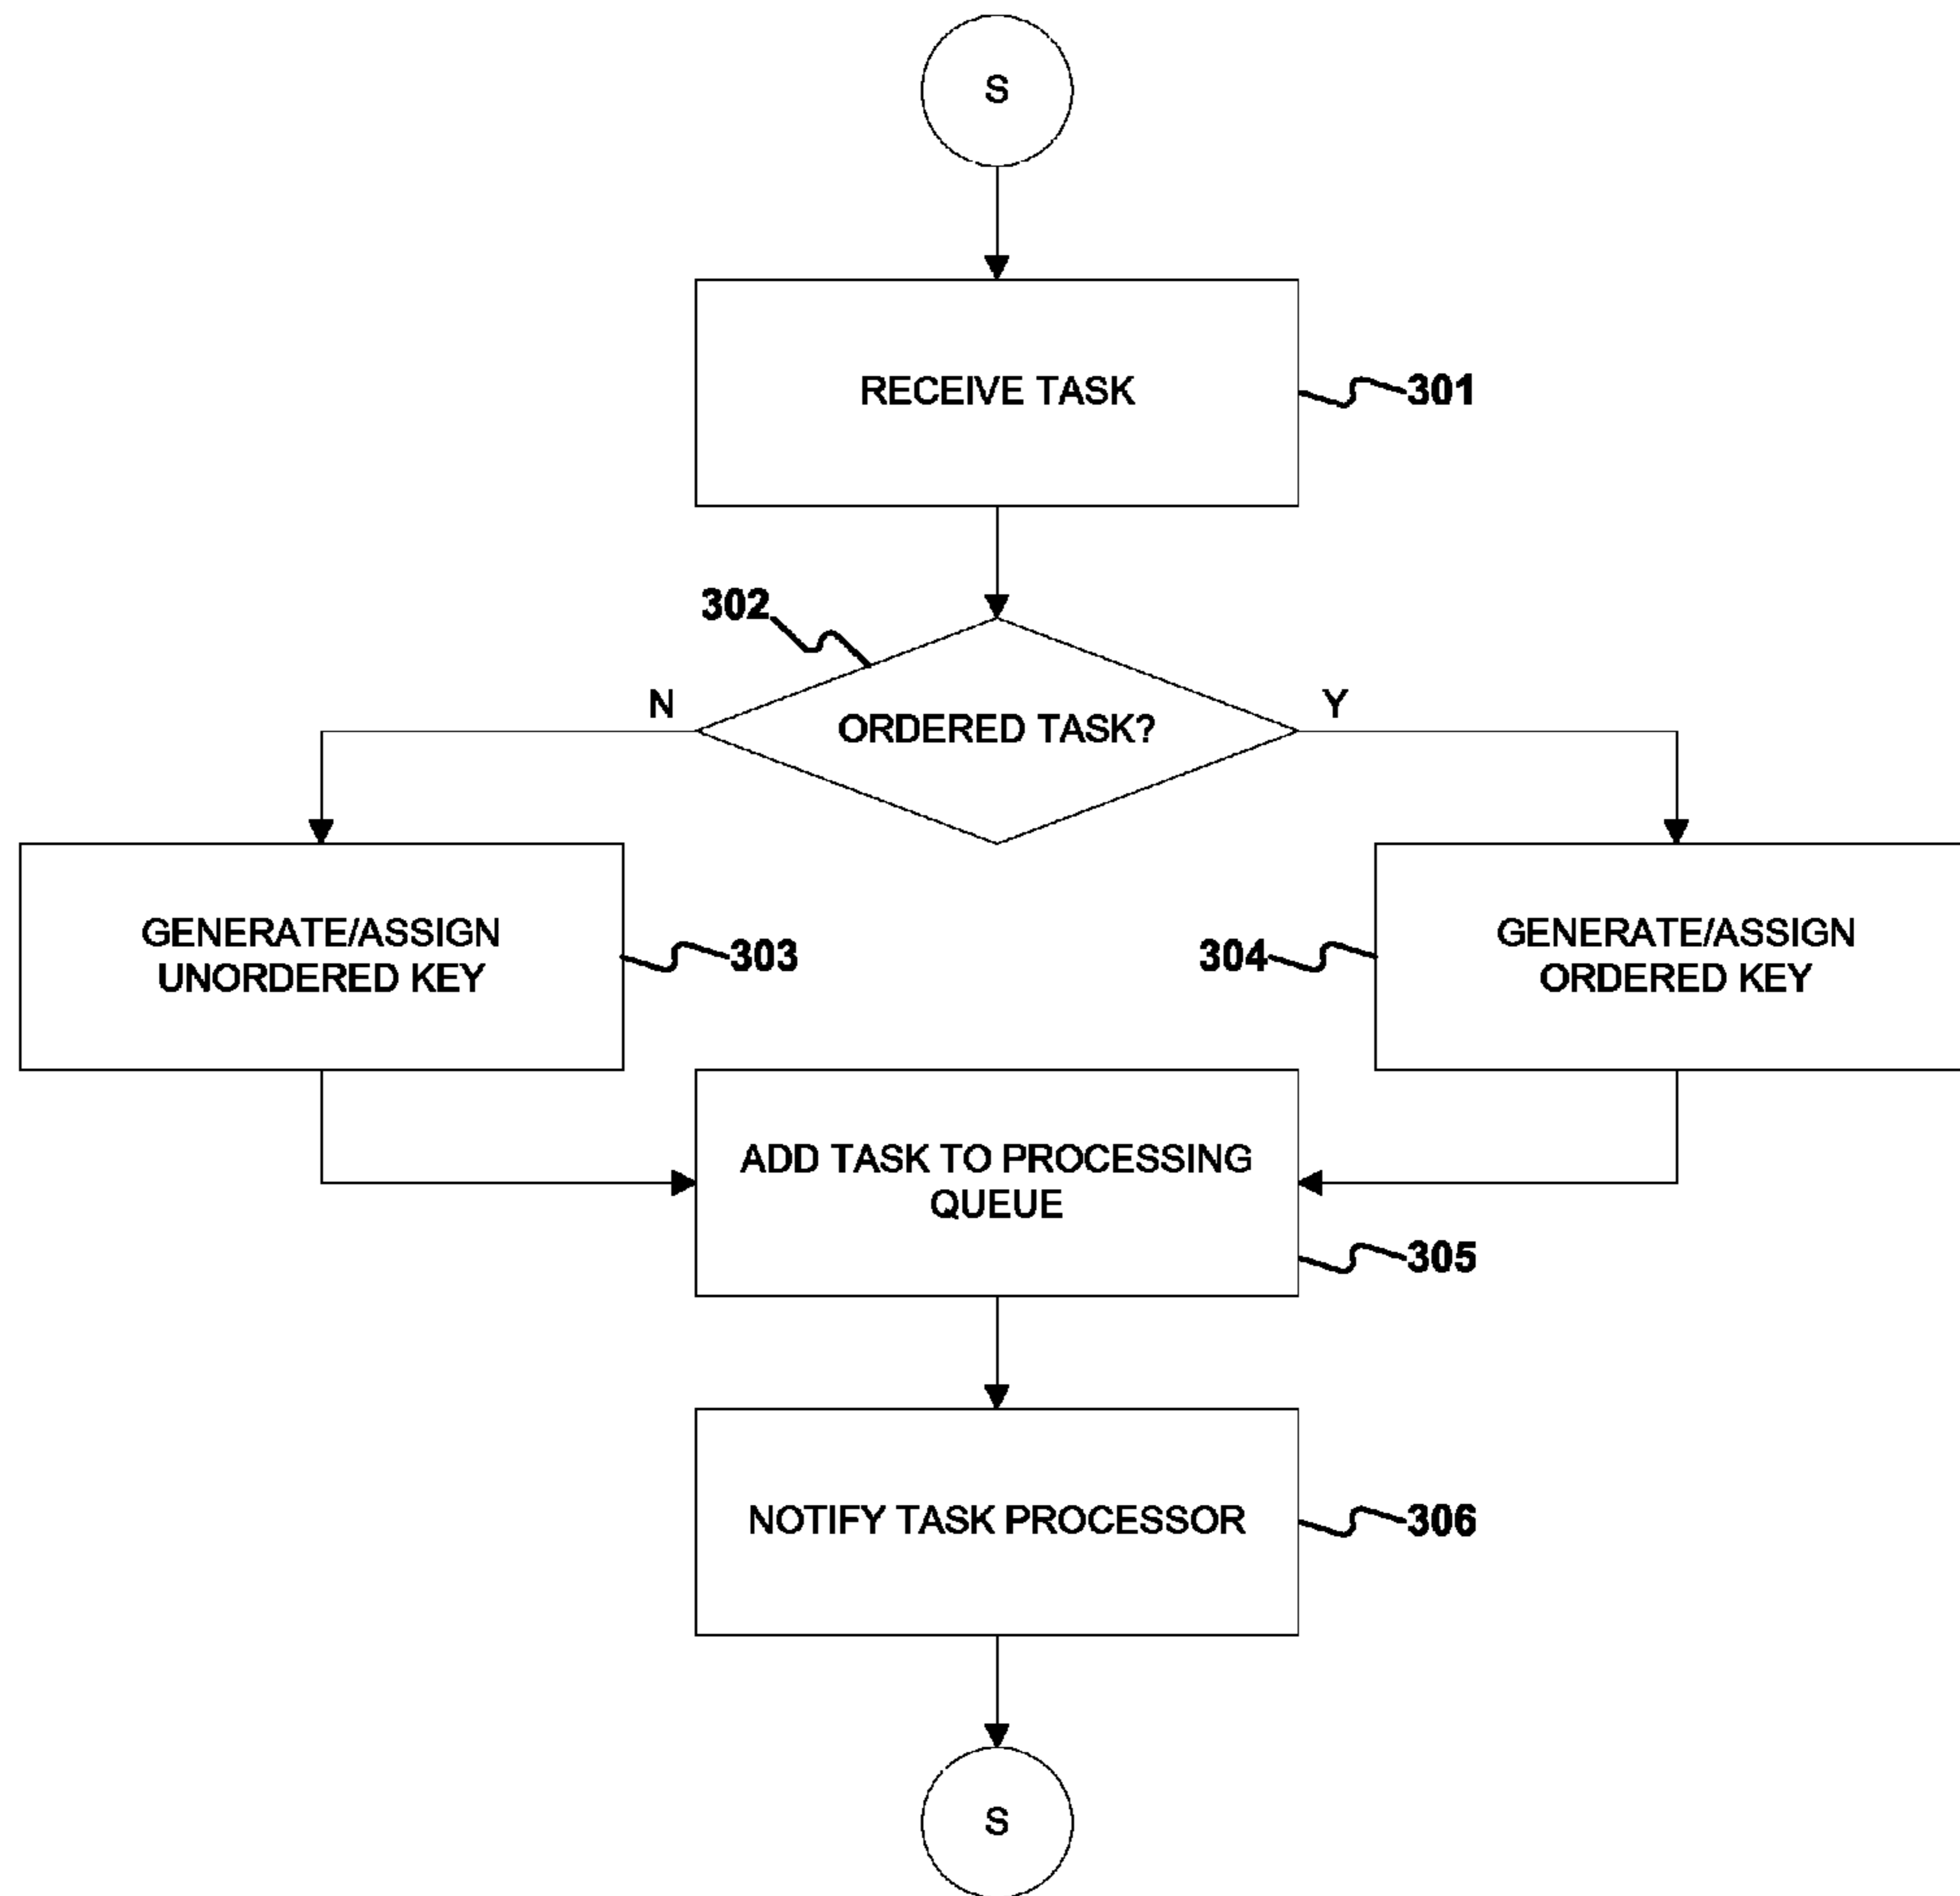 S
RECEIVE TASK
301
302
N
Y
ORDERED TASK?
GENERATE/ASSIGN
UNORDERED KEY
303
304
GENERATE/ASSIGN
ORDERED KEY
ADD TASK TO PROCESSING
QUEUE
305
NOTIFY TASK PROCESSOR
306
S